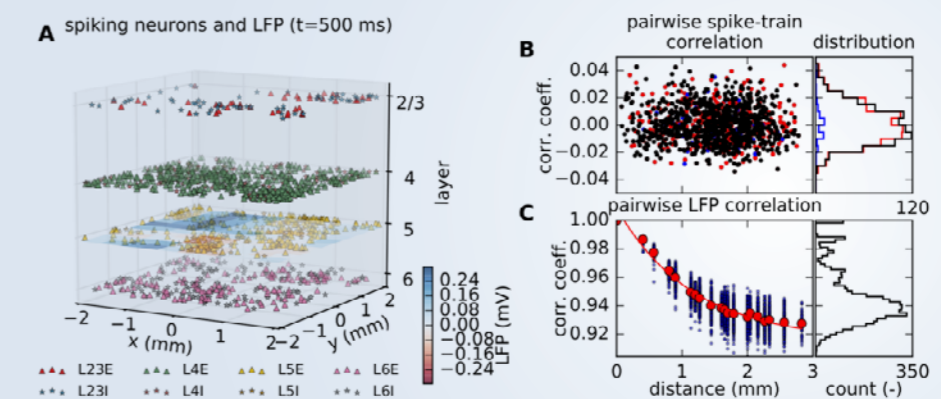 A spiking neurons and LFP (t=500 ms)
2/3
4
5
6
layer
−2 −1 0 1 2
x (mm)
−2 −1 0 1 2
y (mm)
0.24
0.16
0.08
0.00
−0.08
−0.16
−0.24
LFP (mV)
L23E L4E L5E L6E
L23I L4I L5I L6I
B
pairwise spike-train
correlation
distribution
corr. coeff.
0.04
0.02
0.00
−0.02
−0.04
120
C
pairwise LFP correlation
corr. coeff.
1.00
0.98
0.96
0.94
0.92
0 1 2 3
distance (mm)
350
count (-)